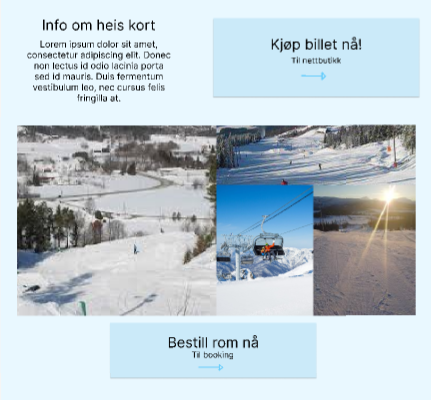 Info om heis kort
Lorem ipsum dolor sit amet,
consectetur adipiscing elit. Donec
non lectus id odio lacinia porta
sed id mauris. Duis fermentum
vestibulum leo, nec cursus felis
fringilla at.
Kjøp billet nå!
Til nettbutikk
Bestill rom nå
Til booking